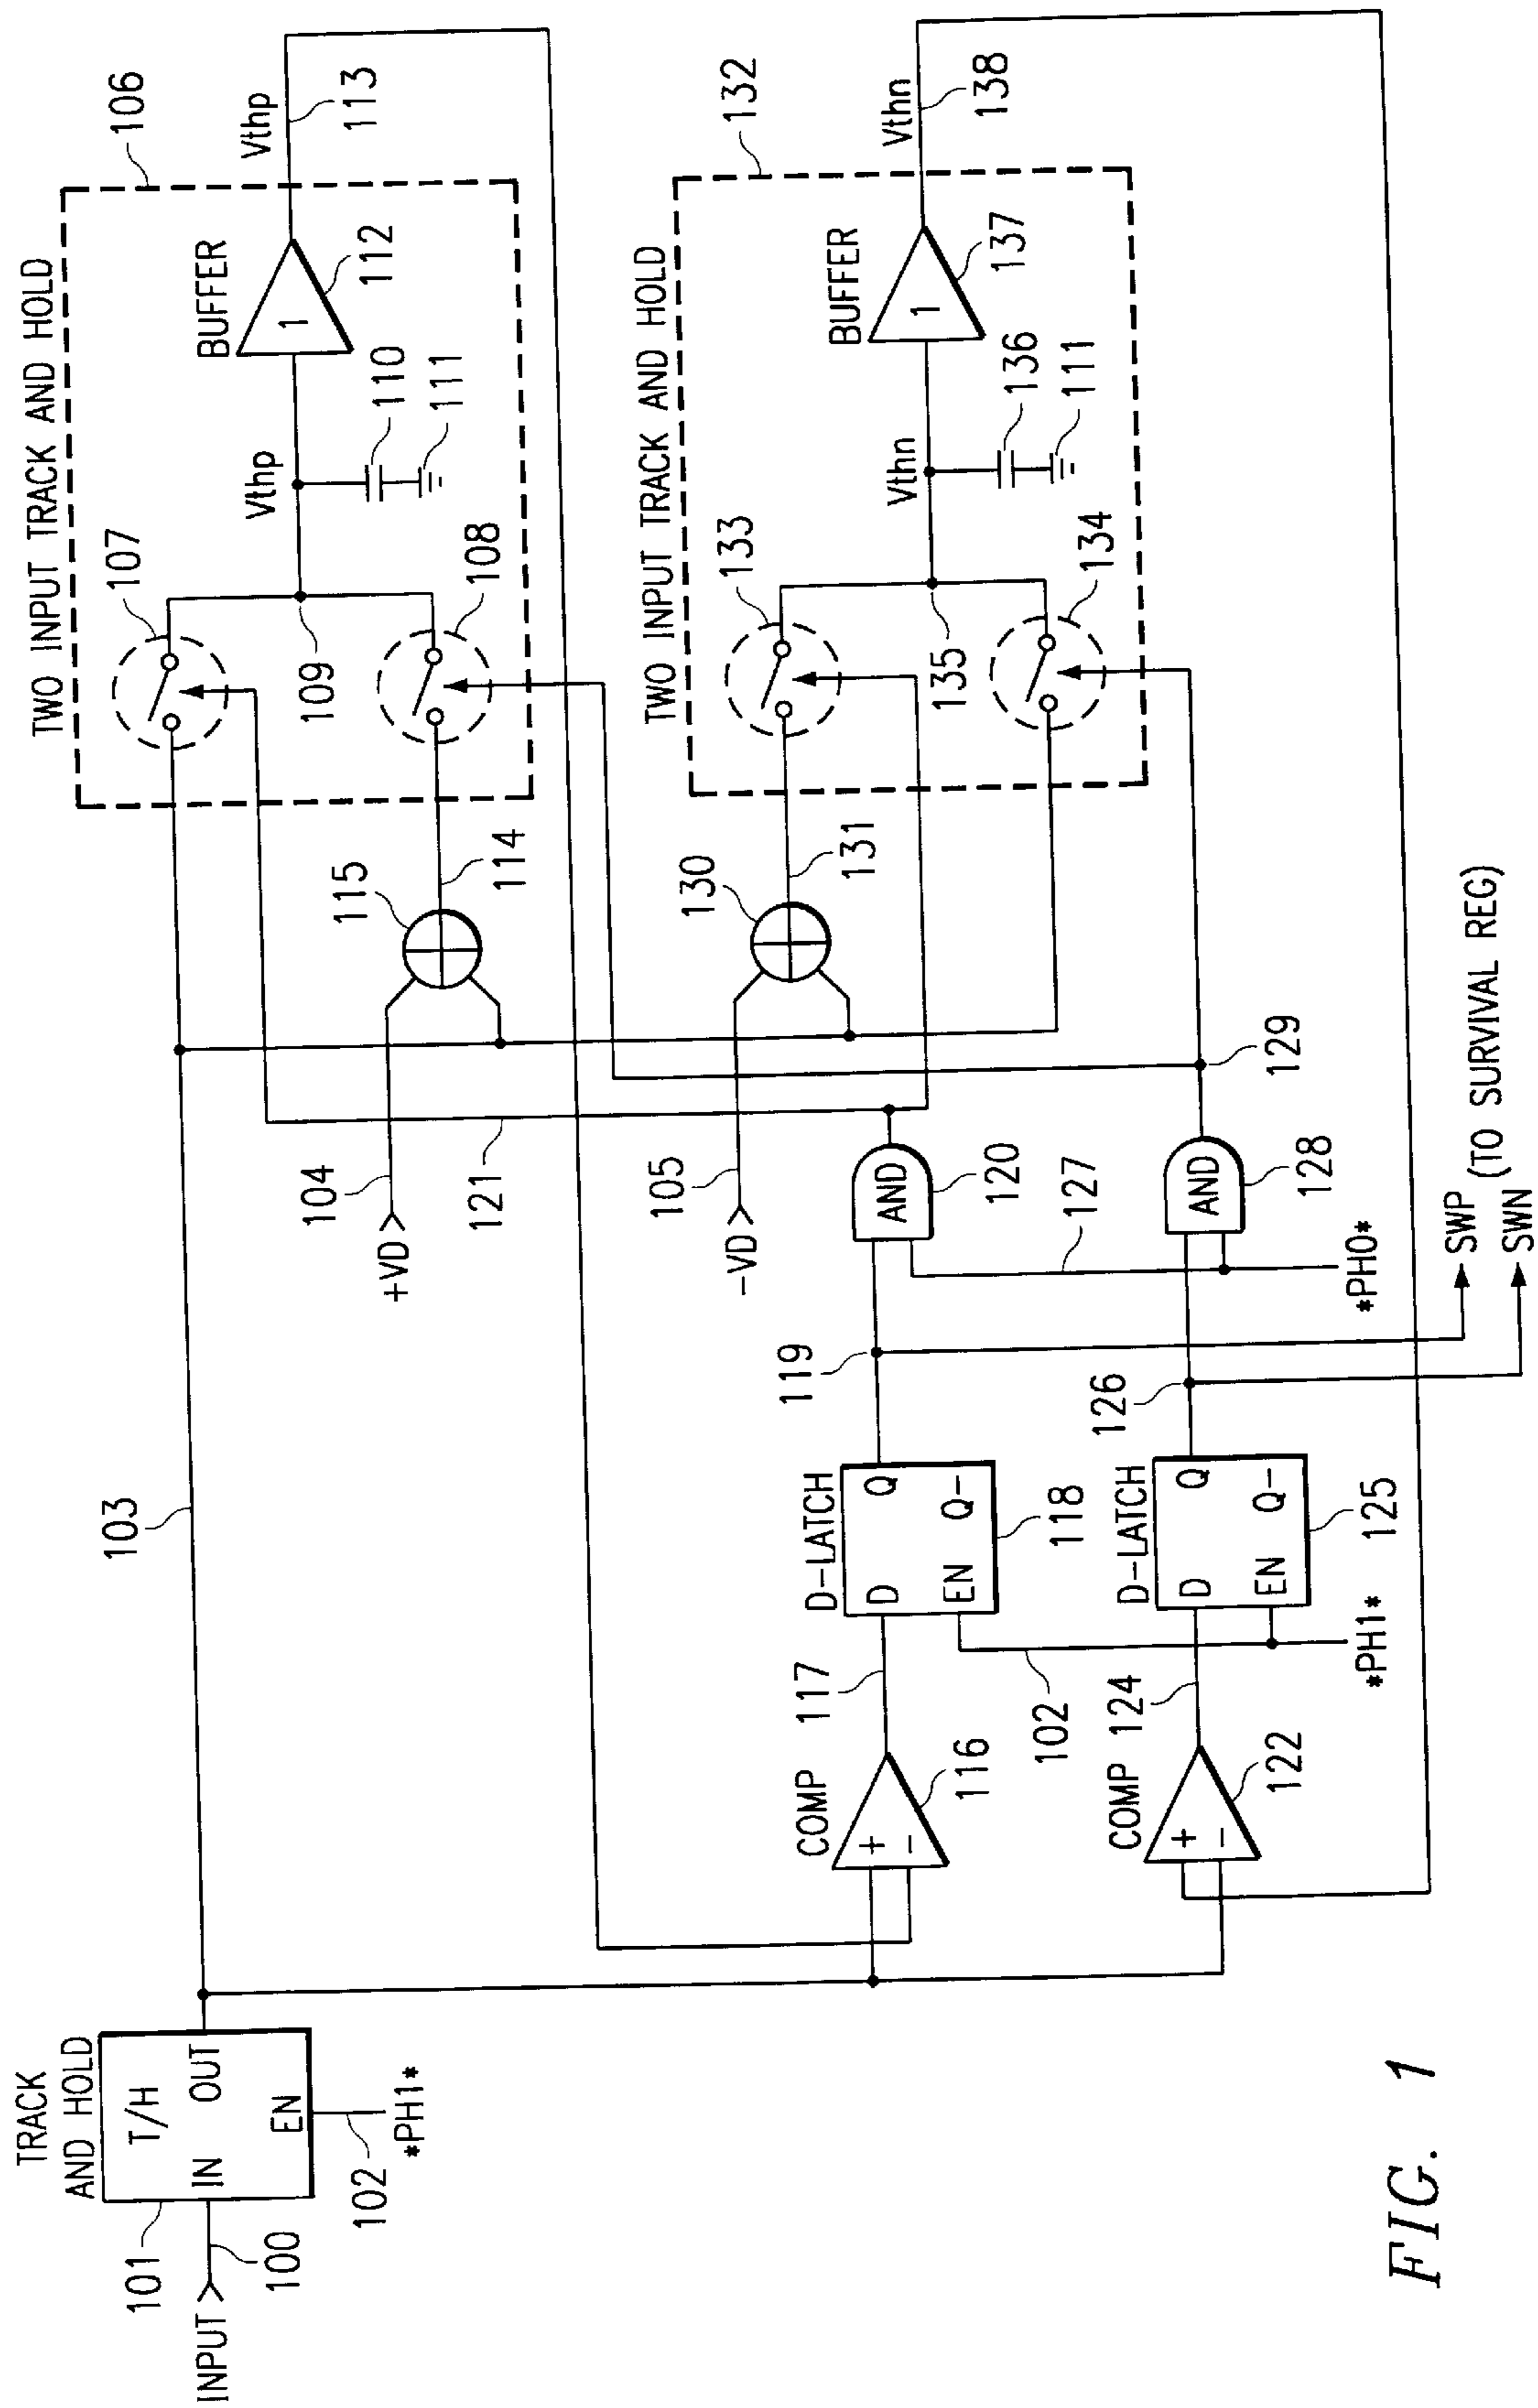 TRACK
AND HOLD
T/H
IN
OUT
EN
101
INPUT
100
102
*PH1*
103
TWO INPUT TRACK AND HOLD
106
107
108
109
Vthp
110
111
BUFFER
1
112
Vthp
113
+VD
104
115
114
121
TWO INPUT TRACK AND HOLD
132
133
134
135
Vthn
136
111
BUFFER
1
137
Vthn
138
-VD
105
130
131
COMP
+
-
116
117
D-LATCH
D
Q
EN
Q-
118
119
AND
120
127
102
COMP
+
-
122
124
D-LATCH
D
Q
EN
Q-
125
126
AND
128
129
*PH1*
*PH0*
SWP
SWN
(TO SURVIVAL REG)
FIG. 1